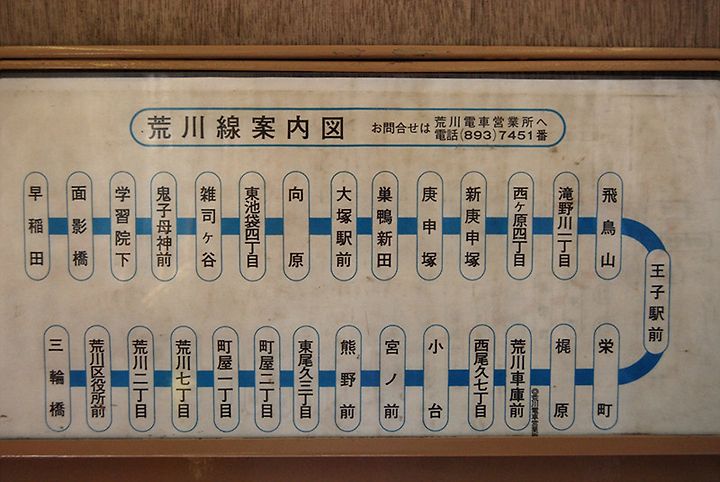 荒川線案内図
お問合せは 荒川電車営業所へ
電話(893)7451番
早稲田
面影橋
学習院下
鬼子母神前
雑司ヶ谷
東池袋四丁目
向原
大塚駅前
巣鴨新田
庚申塚
新庚申塚
西ヶ原四丁目
滝野川一丁目
飛鳥山
王子駅前
三輪橋
荒川区役所前
荒川二丁目
荒川七丁目
町屋一丁目
町屋二丁目
東尾久三丁目
熊野前
宮ノ前
小台
西尾久七丁目
荒川車庫前
荒川電車営業所
梶原
栄町